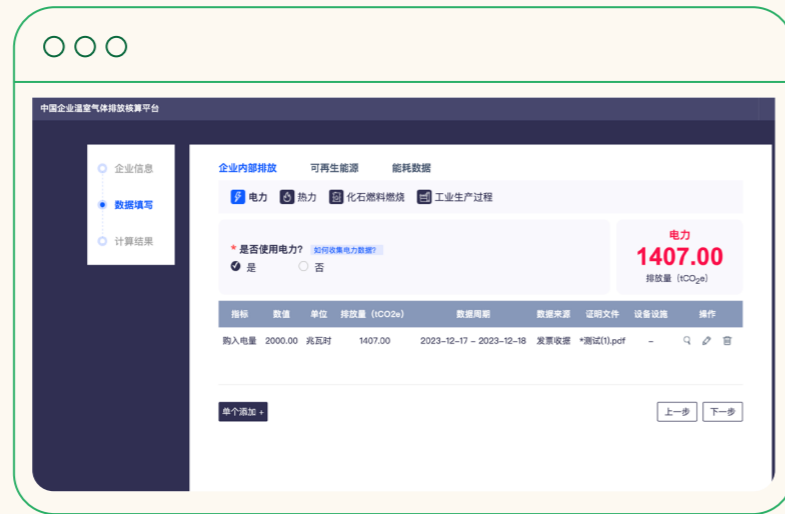 中国企业温室气体排放核算平台
企业信息
数据填写
计算结果
企业内部排放 可再生能源 能耗数据
电力 热力 化石燃料燃烧 工业生产过程
* 是否使用电力? 如何收集电力数据?
是 否
电力
1407.00
排放量 (tCO₂e)
指标 数值 单位 排放量 (tCO2e) 数据周期 数据来源 证明文件 设备设施 操作
购入电量 2000.00 兆瓦时 1407.00 2023-12-17 - 2023-12-18 发票收据 *测试(1).pdf -
单个添加 +
上一步 下一步